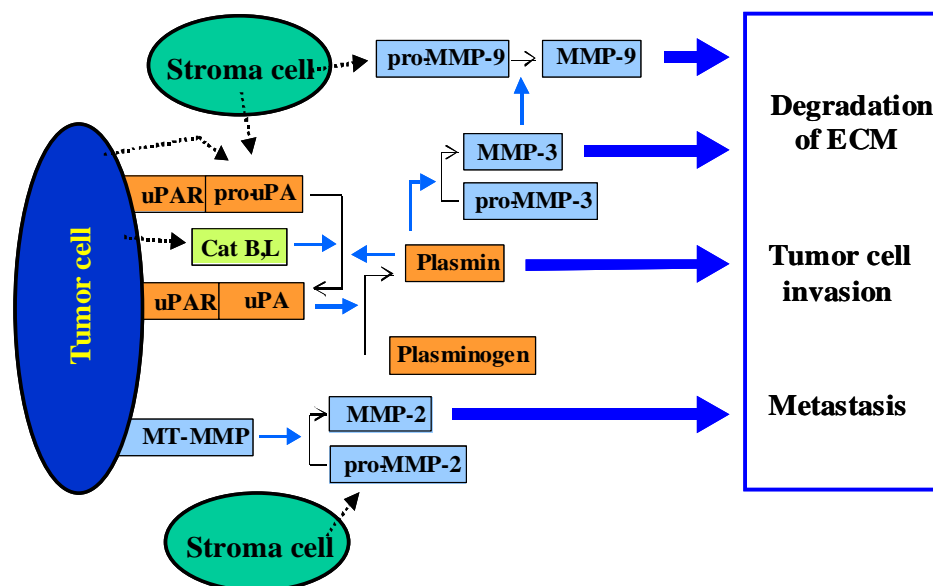 Stroma cell
pro-MMP-9
MMP-9
Degradation
of ECM
MMP-3
pro-MMP-3
uPAR
pro-uPA
Cat B,L
Plasmin
Tumor cell
invasion
Tumor cell
uPAR
uPA
Plasminogen
MMP-2
Metastasis
MT-MMP
pro-MMP-2
Stroma cell